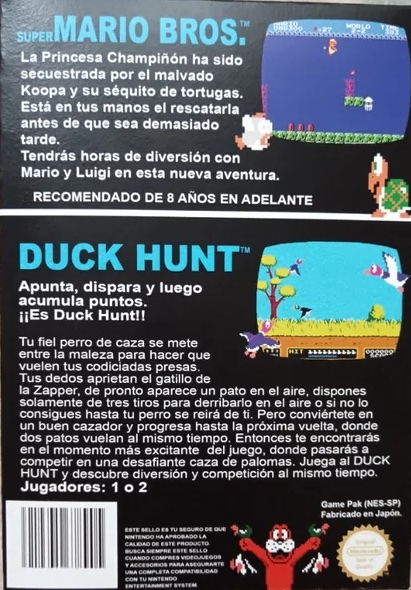 SUPER MARIO BROS.™
La Princesa Champiñón ha sido
secuestrada por el malvado
Koopa y su séquito de tortugas.
Está en tus manos el rescatarla
antes de que sea demasiado
tarde.
Tendrás horas de diversión con
Mario y Luigi en esta nueva aventura.
RECOMENDADO DE 8 AÑOS EN ADELANTE
WORLD
DUCK HUNT™
Apunta, dispara y luego
acumula puntos.
¡¡Es Duck Hunt!!
HIT
Tu fiel perro de caza se mete
entre la maleza para hacer que
vuelen tus codiciadas presas.
Tus dedos aprietan el gatillo de
la Zapper, de pronto aparece un pato en el aire, dispones
solamente de tres tiros para derribarlo en el aire o si no lo
consigues hasta tu perro se reirá de ti. Pero conviértete en
un buen cazador y progresa hasta la próxima vuelta, donde
dos patos vuelan al mismo tiempo. Entonces te encontrarás
en el momento más excitante del juego, donde pasarás a
competir en una desafiante caza de palomas. Juega al DUCK
HUNT y descubre diversión y competición al mismo tiempo.
Jugadores: 1 o 2
Game Pak (NES-SP)
Fabricado en Japón.
ESTE SELLO ES TU SEGURO DE QUE
NINTENDO HA APROBADO LA
CALIDAD DE ESTE PRODUCTO.
BUSCA SIEMPRE ESTE SELLO
CUANDO COMPRES VIDEOJUEGOS
Y ACCESORIOS PARA ASEGURARTE
UNA COMPLETA COMPATIBILIDAD
CON TU NINTENDO
ENTERTAINMENT SYSTEM.
Original
Nintendo
Seal of
Quality